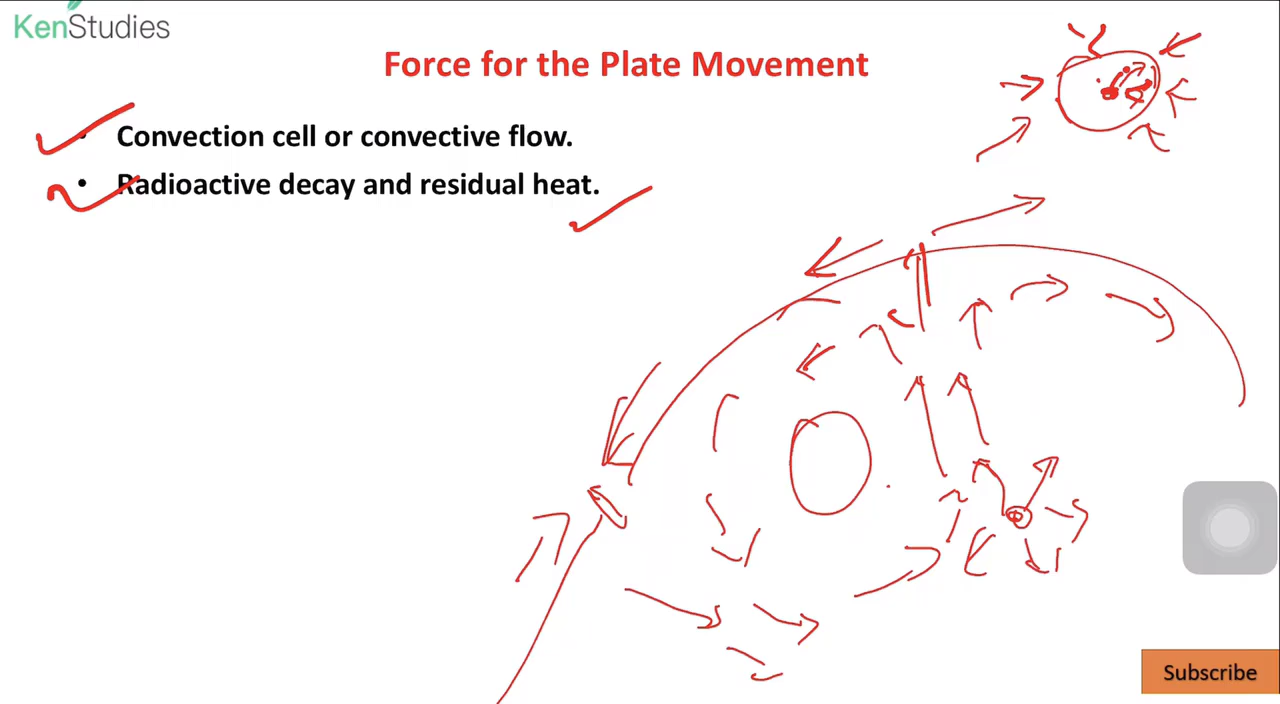 KenStudies
Force for the Plate Movement
• Convection cell or convective flow.
• Radioactive decay and residual heat.
Subscribe